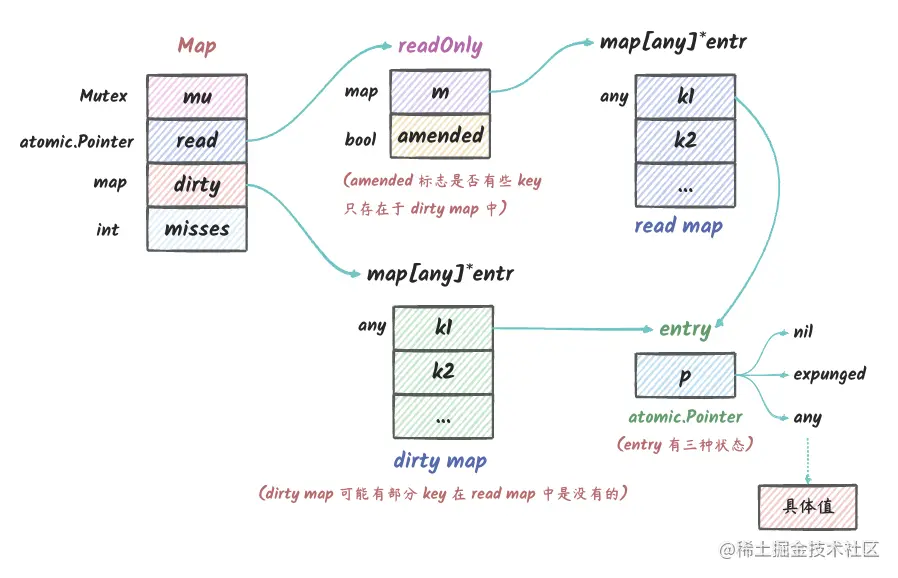 Map
readOnly
map[any]*entr
Mutex
mu
map
m
any
k1
atomic.Pointer
read
bool
amended
k2
map
dirty
(amended 标志是否有些 key
只存在于 dirty map 中)
...
int
misses
read map
map[any]*entr
any
k1
entry
nil
k2
p
expunged
...
atomic.Pointer
any
dirty map
(entry 有三种状态)
(dirty map 可能有部分 key 在 read map 中是没有的)
具体值
@稀土掘金技术社区